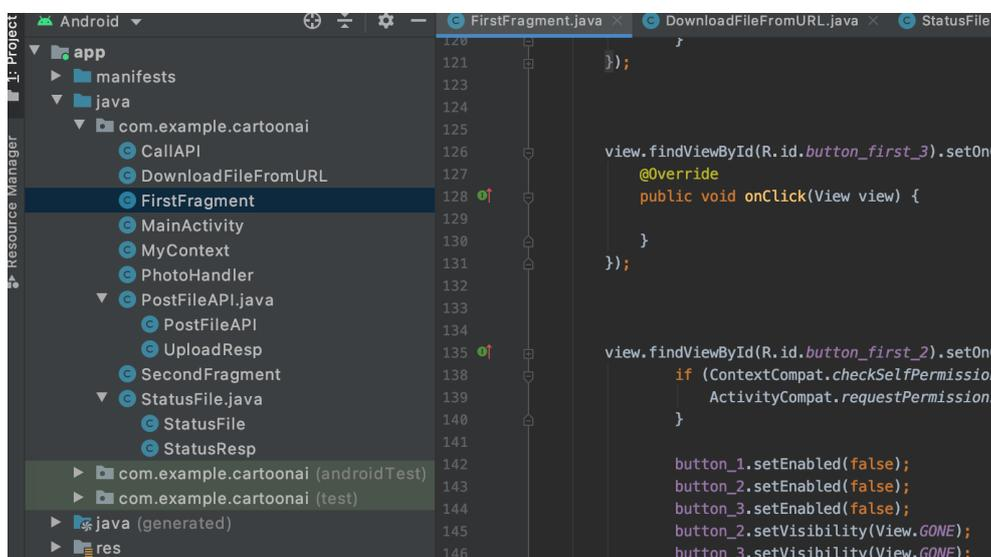 1: Project
Resource Manager
Android
app
manifests
java
com.example.cartoonai
CallAPI
DownloadFileFromURL
FirstFragment
MainActivity
MyContext
PhotoHandler
PostFileAPI.java
PostFileAPI
UploadResp
SecondFragment
StatusFile.java
StatusFile
StatusResp
com.example.cartoonai (androidTest)
com.example.cartoonai (test)
java (generated)
res
FirstFragment.java DownloadFileFromURL.java StatusFile
120 }
121 });
123
124
125
126 view.findViewById(R.id.button_first_3).setOn
127 @Override
128 public void onClick(View view) {
129
130 }
131 });
132
133
134
135 view.findViewById(R.id.button_first_2).setOn
138 if (ContextCompat.checkSelfPermissio
139 ActivityCompat.requestPermission
140 }
141
142 button_1.setEnabled(false);
143 button_2.setEnabled(false);
144 button_3.setEnabled(false);
145 button_2.setVisibility(View.GONE);
146 button_3.setVisibility(View.GONE);